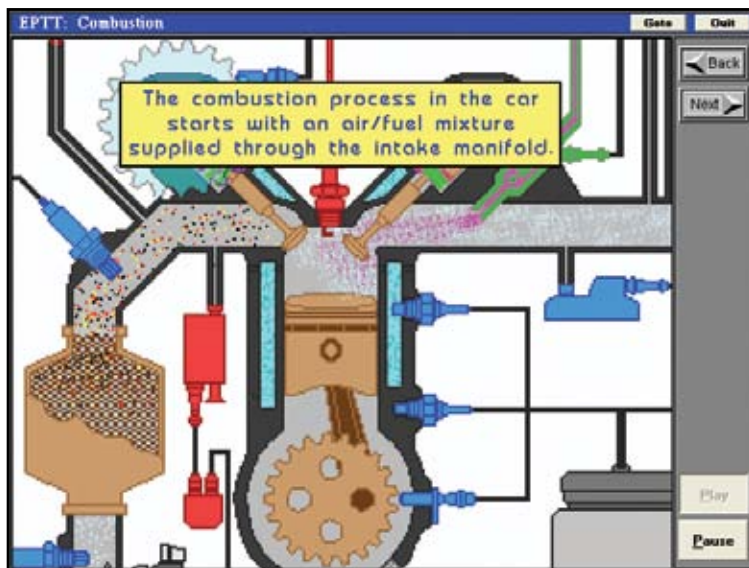 EPTT: Combustion
Goto
Quit
Back
Next
The combustion process in the car
starts with an air/fuel mixture
supplied through the intake manifold.
Play
Pause